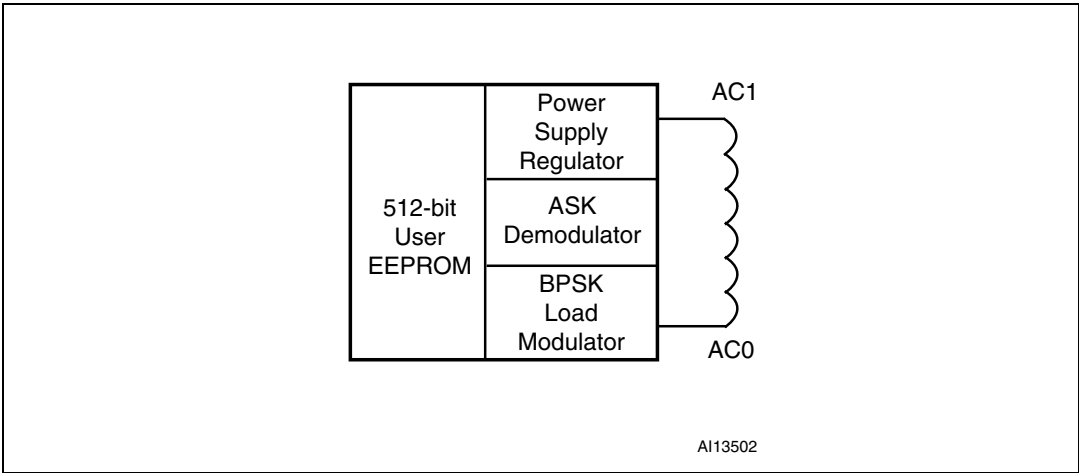 512-bit
User
EEPROM
Power
Supply
Regulator
ASK
Demodulator
BPSK
Load
Modulator
AC1
AC0
AI13502